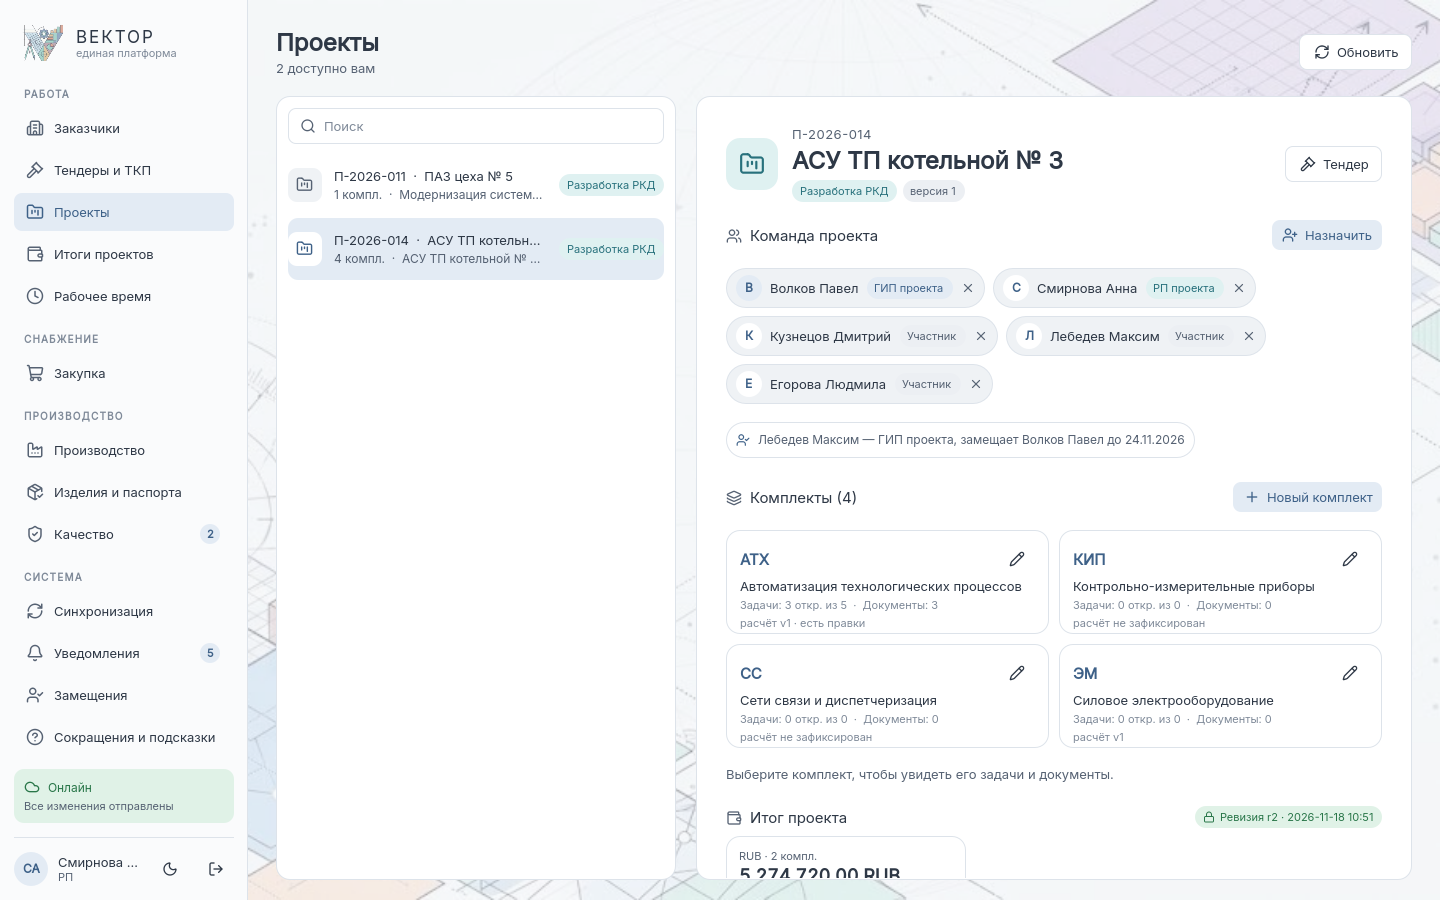 ВЕКТОР
единая платформа
РАБОТА
Заказчики
Тендеры и ТКП
Проекты
Итоги проектов
Рабочее время
СНАБЖЕНИЕ
Закупка
ПРОИЗВОДСТВО
Производство
Изделия и паспорта
Качество 2
СИСТЕМА
Синхронизация
Уведомления 5
Замещения
Сокращения и подсказки
Онлайн
Все изменения отправлены
СА
Смирнова ...
РП
Проекты
2 доступно вам
Обновить
Поиск
П-2026-011 · ПАЗ цеха № 5
1 компл. · Модернизация систем...
Разработка РКД
П-2026-014 · АСУ ТП котельн...
4 компл. · АСУ ТП котельной № ...
Разработка РКД
П-2026-014
АСУ ТП котельной № 3
Разработка РКД версия 1
Тендер
Команда проекта
Назначить
В Волков Павел ГИП проекта
С Смирнова Анна РП проекта
К Кузнецов Дмитрий Участник
Л Лебедев Максим Участник
Е Егорова Людмила Участник
Лебедев Максим — ГИП проекта, замещает Волков Павел до 24.11.2026
Комплекты (4)
Новый комплект
АТХ
Автоматизация технологических процессов
Задачи: 3 откр. из 5 · Документы: 3
расчёт v1 · есть правки
КИП
Контрольно-измерительные приборы
Задачи: 0 откр. из 0 · Документы: 0
расчёт не зафиксирован
СС
Сети связи и диспетчеризация
Задачи: 0 откр. из 0 · Документы: 0
расчёт не зафиксирован
ЭМ
Силовое электрооборудование
Задачи: 0 откр. из 0 · Документы: 0
расчёт v1
Выберите комплект, чтобы увидеть его задачи и документы.
Итог проекта
Ревизия r2 · 2026-11-18 10:51
RUB · 2 компл.
5 274 720,00 RUB